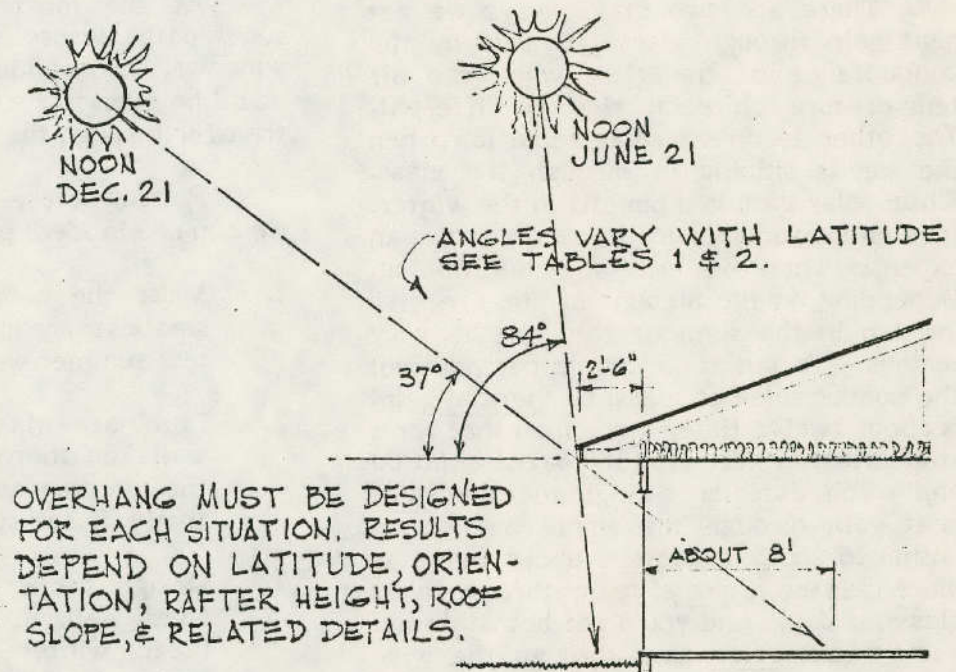 NOON
DEC. 21
NOON
JUNE 21
ANGLES VARY WITH LATITUDE
SEE TABLES 1 & 2.
84°
37°
2'-6"
OVERHANG MUST BE DESIGNED
FOR EACH SITUATION. RESULTS
DEPEND ON LATITUDE, ORIEN-
TATION, RAFTER HEIGHT, ROOF
SLOPE, & RELATED DETAILS.
ABOUT 8'